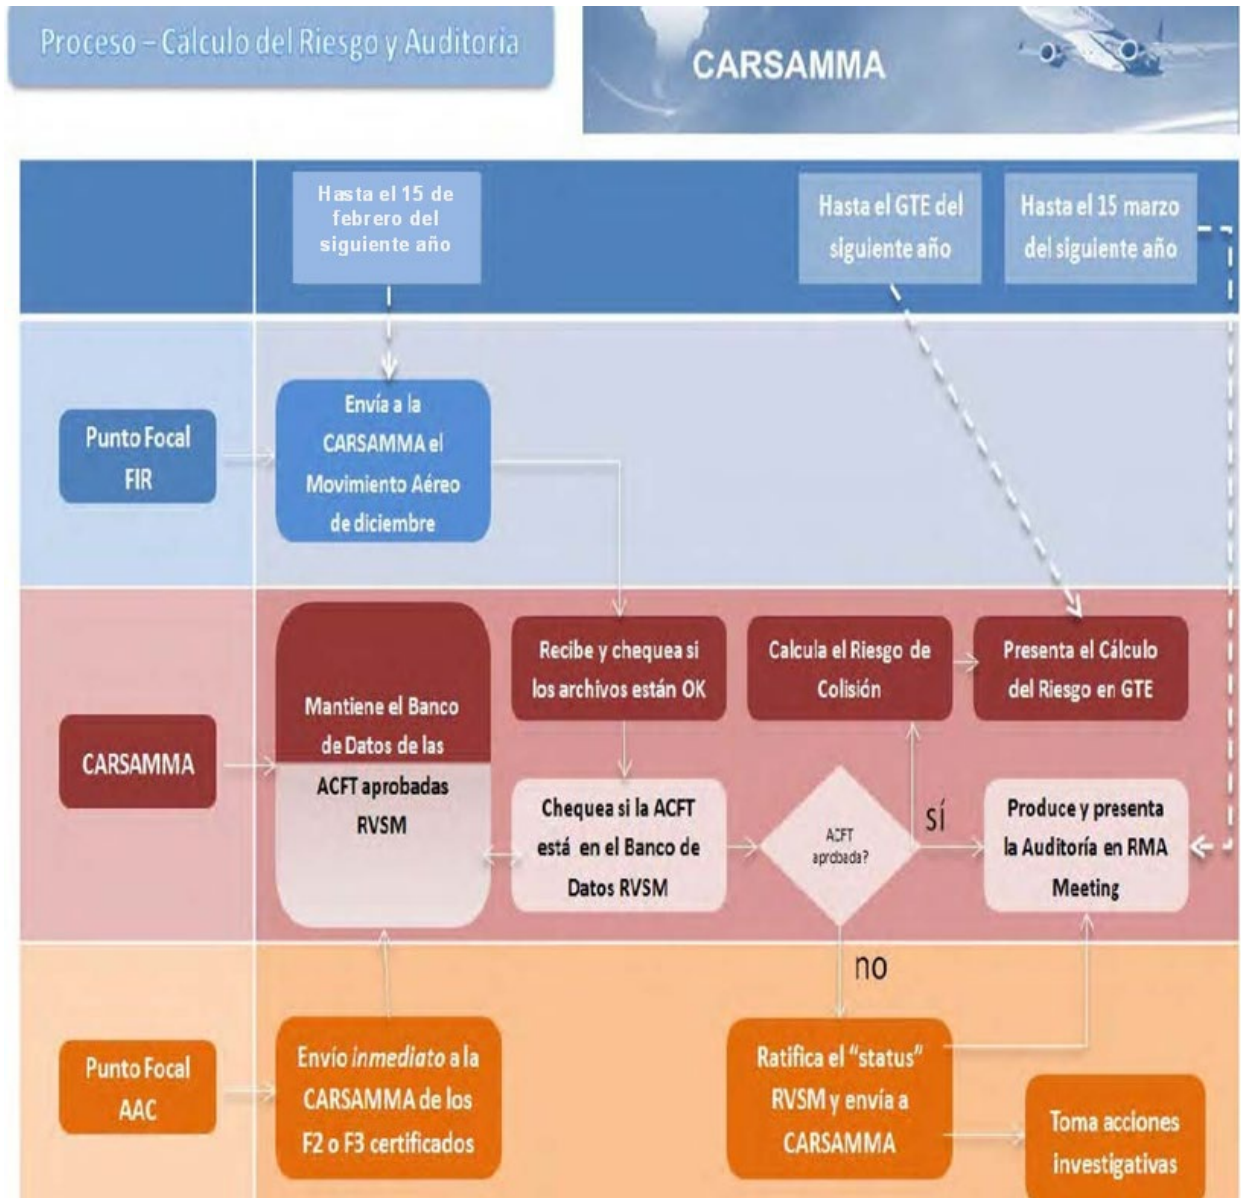 Proceso – Cálculo del Riesgo y Auditoria
CARSAMMA
Hasta el 15 de
febrero del
siguiente año
Hasta el GTE del
siguiente año
Hasta el 15 marzo
del siguiente año
Punto Focal
FIR
Envía a la
CARSAMMA el
Movimiento Aéreo
de diciembre
CARSAMMA
Mantiene el Banco
de Datos de las
ACFT aprobadas
RVSM
Recibe y chequea si
los archivos están OK
Calcula el Riesgo de
Colisión
Presenta el Cálculo
del Riesgo en GTE
Chequea si la ACFT
está en el Banco de
Datos RVSM
ACFT
aprobada?
sí
Produce y presenta
la Auditoría en RMA
Meeting
no
Punto Focal
AAC
Envío inmediato a la
CARSAMMA de los
F2 o F3 certificados
Ratifica el “status”
RVSM y envía a
CARSAMMA
Toma acciones
investigativas